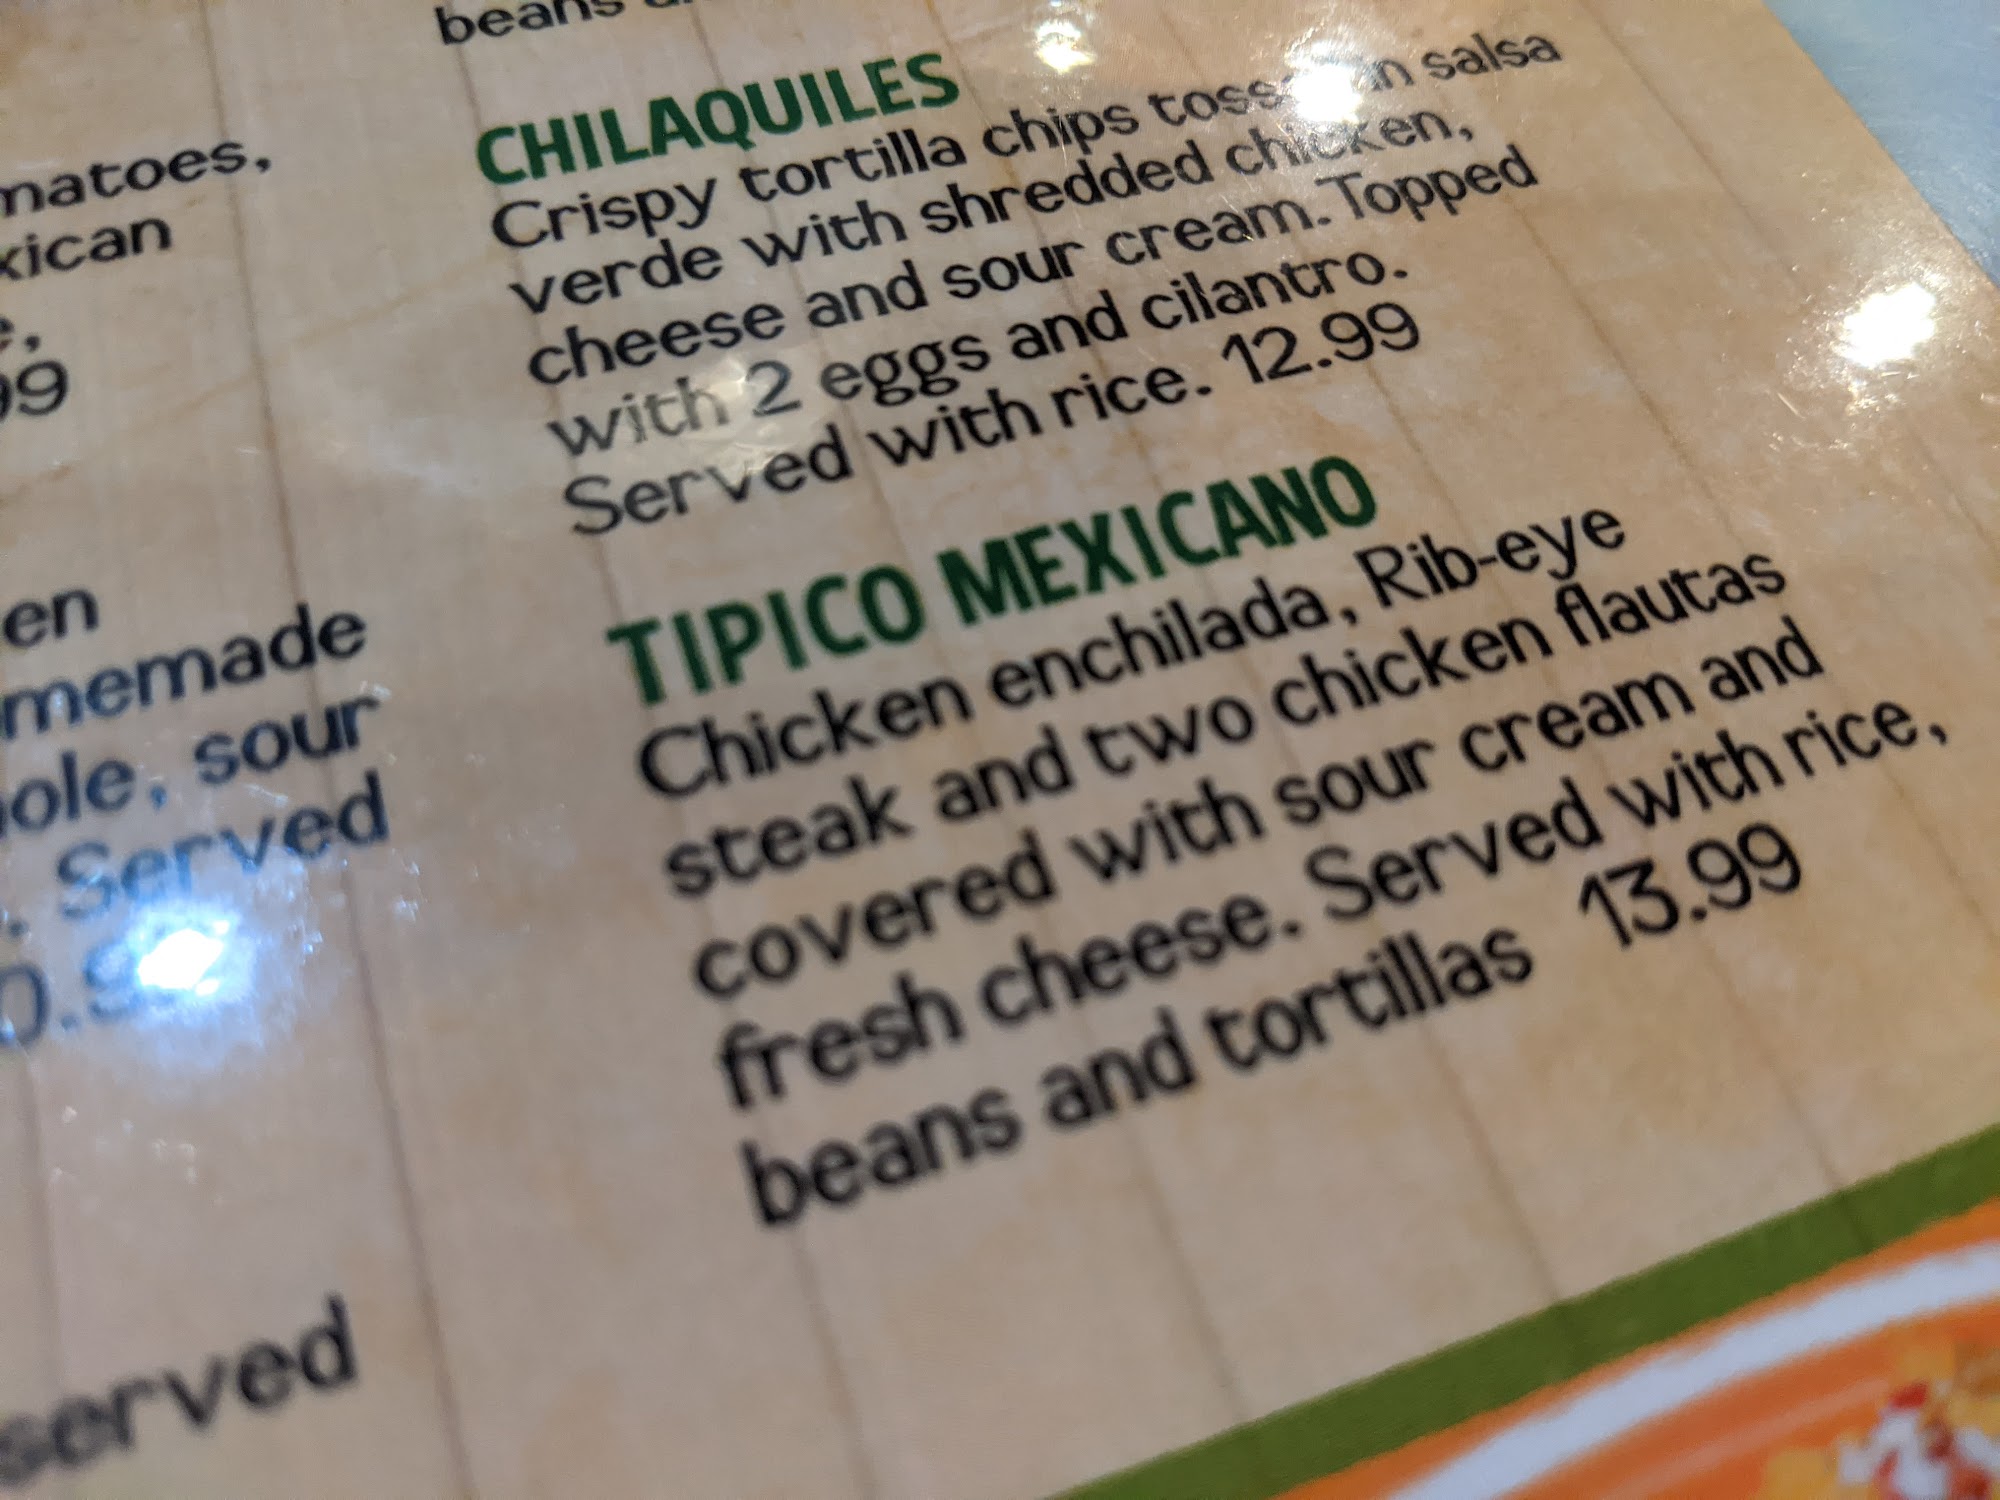 matoes,
xican
e,
99
en
memade
ole, sour
. Served
served
beans
CHILAQUILES
Crispy tortilla chips in salsa
verde with shredded chicken,
cheese and sour cream. Topped
with 2 eggs and cilantro.
Served with rice. 12.99
TIPICO MEXICANO
Chicken enchilada, Rib-eye
steak and two chicken flautas
covered with sour cream and
fresh cheese. Served with rice,
beans and tortillas 13.99